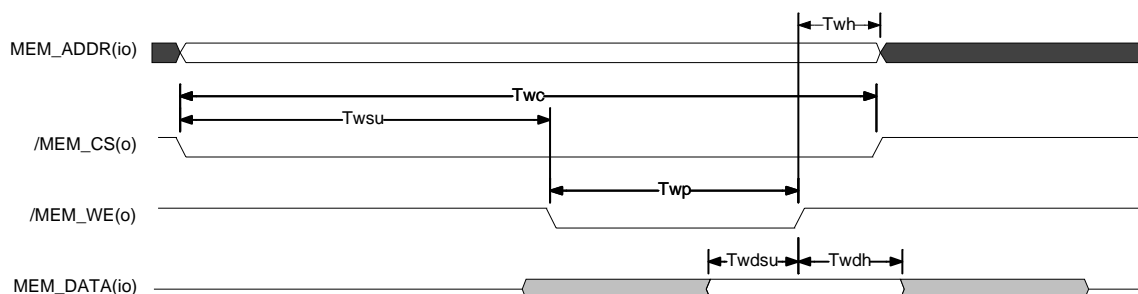 Twh
MEM_ADDR(io)
Twc
Twsu
/MEM_CS(o)
Twp
/MEM_WE(o)
Twdsu Twdh
MEM_DATA(io)